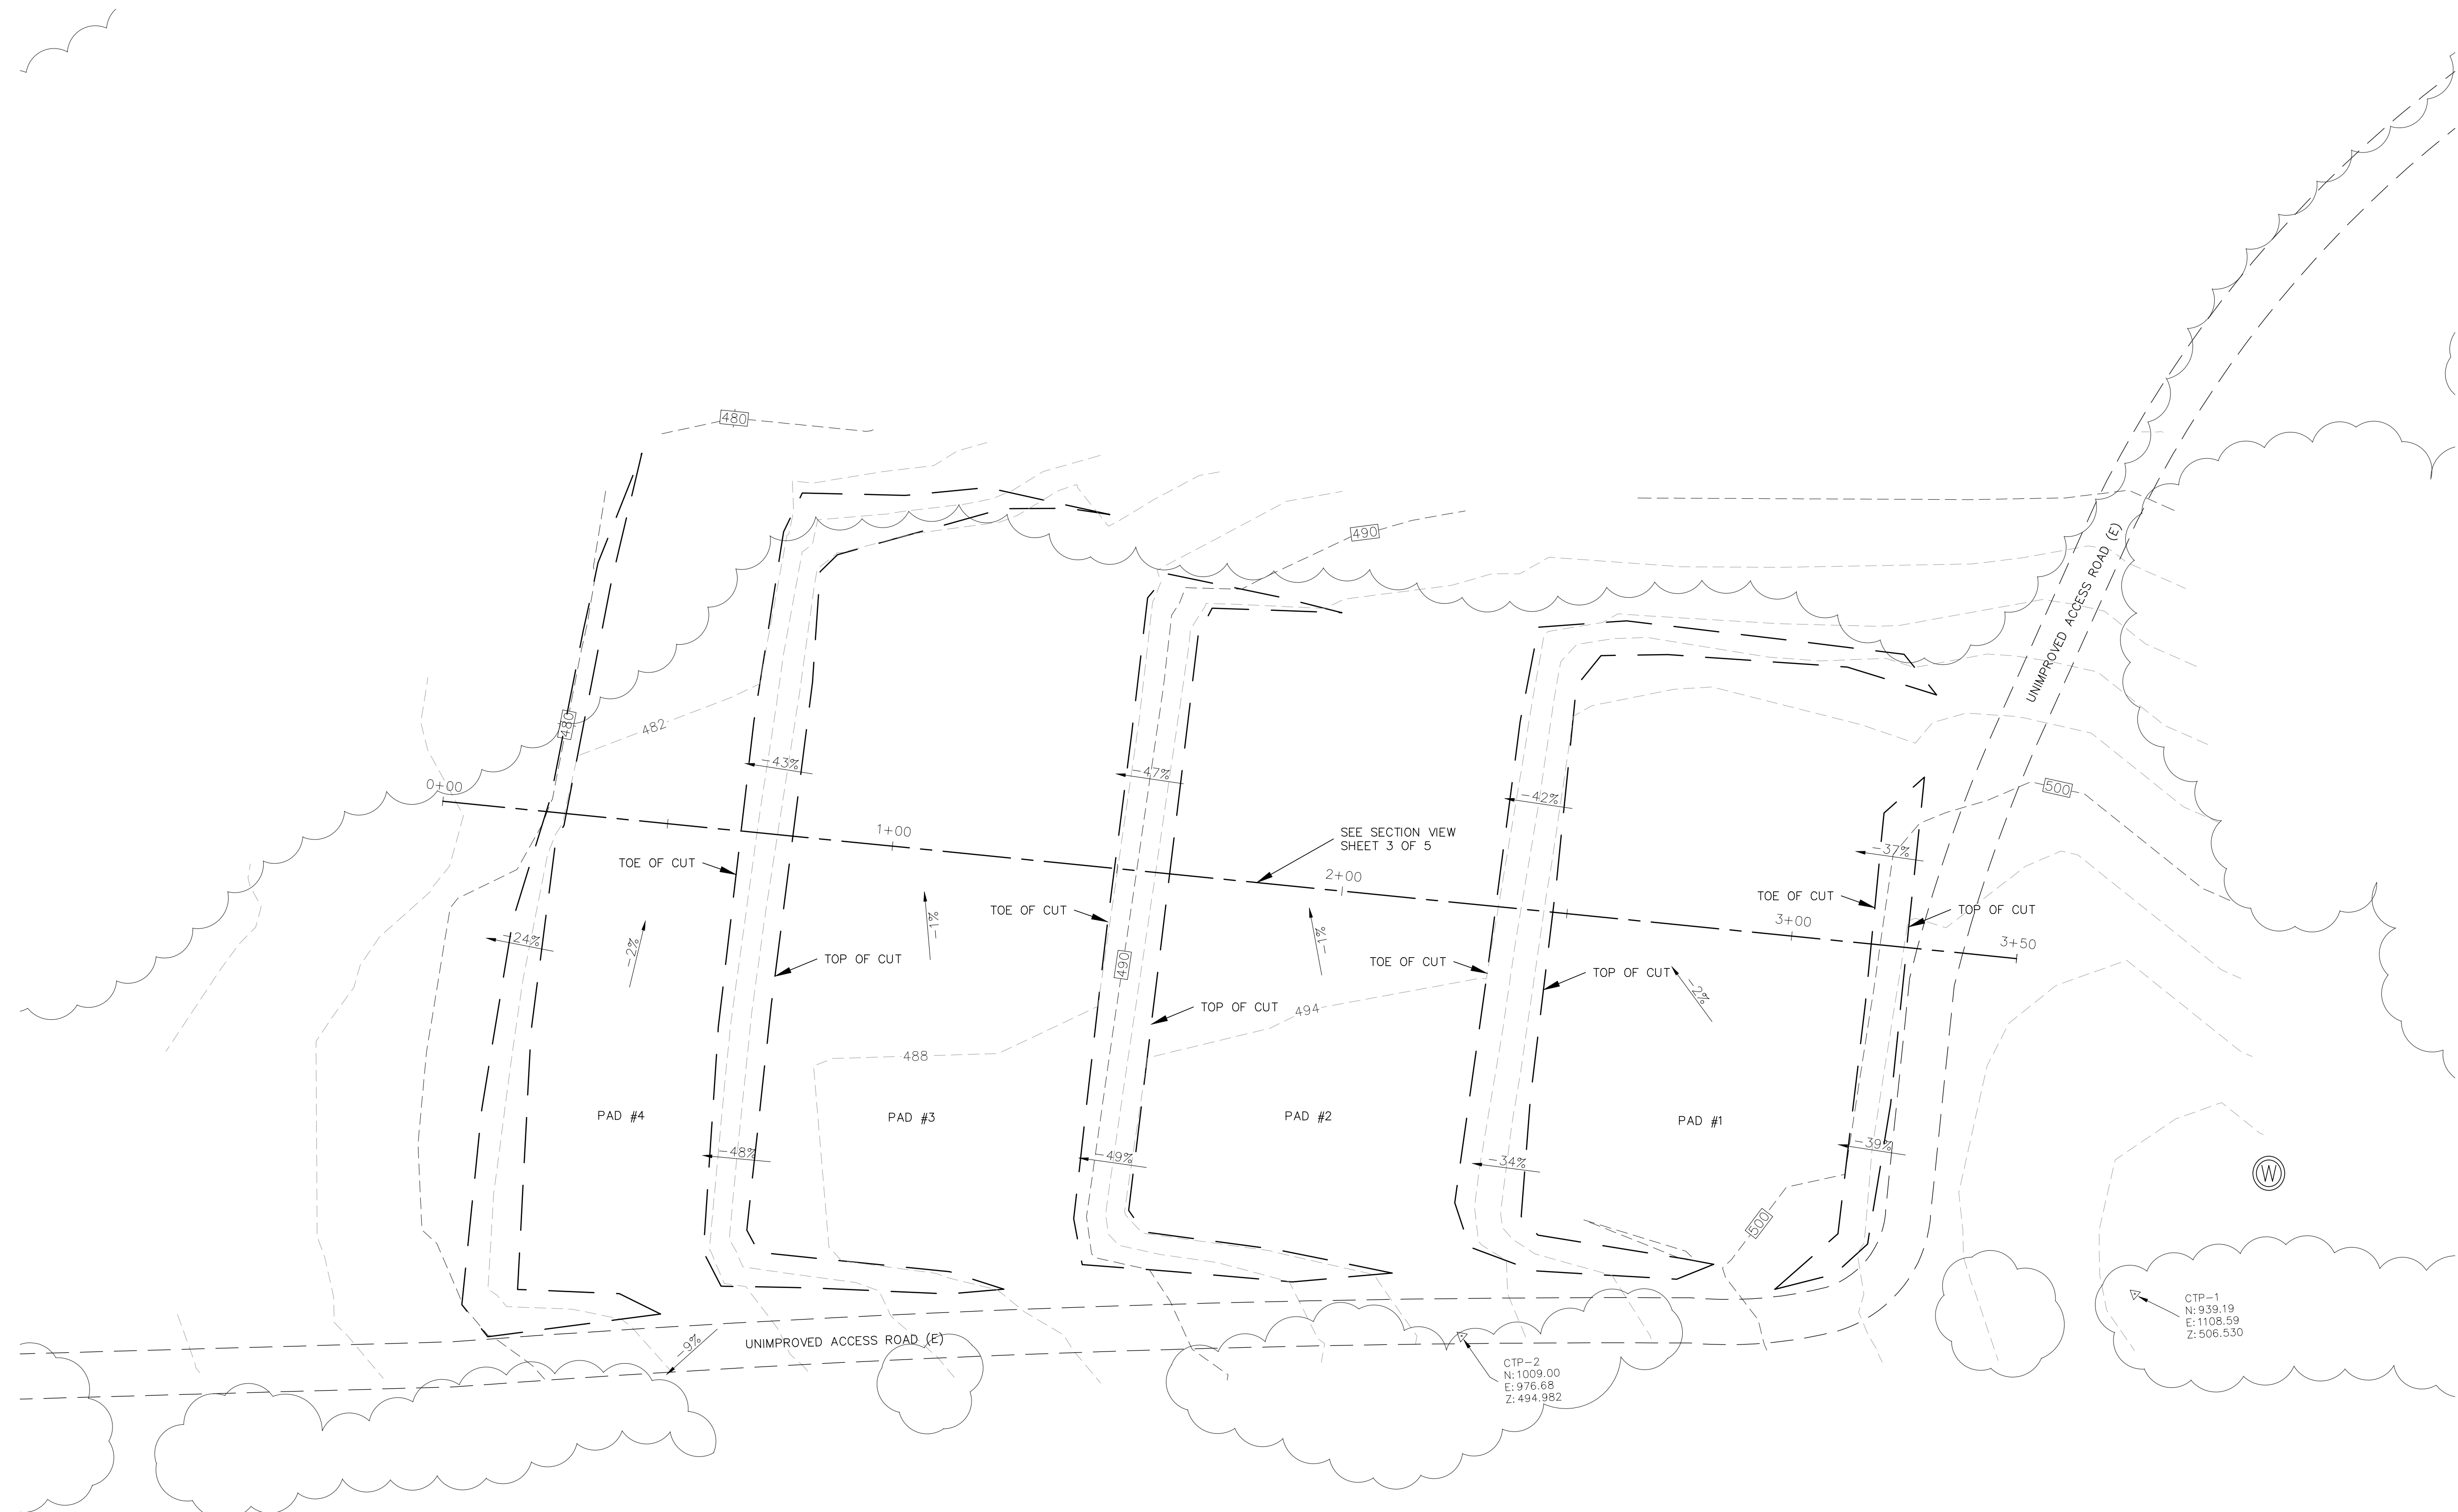 480
490
UNIMPROVED ACCESS ROAD (E)
480
482
-43%
-47%
0+00
-42%
500
1+00
SEE SECTION VIEW
SHEET 3 OF 5
-37%
TOE OF CUT
2+00
TOE OF CUT
TOE OF CUT
TOP OF CUT
3+00
-24%
-2%
-1%
-1%
3+50
TOP OF CUT
490
TOE OF CUT
TOP OF CUT
-2%
TOP OF CUT
494
488
PAD #4
PAD #3
PAD #2
PAD #1
-48%
-49%
-34%
-39%
W
500
-9%
UNIMPROVED ACCESS ROAD (E)
CTP-1
N: 939.19
E: 1108.59
Z: 506.530
CTP-2
N: 1009.00
E: 976.68
Z: 494.982